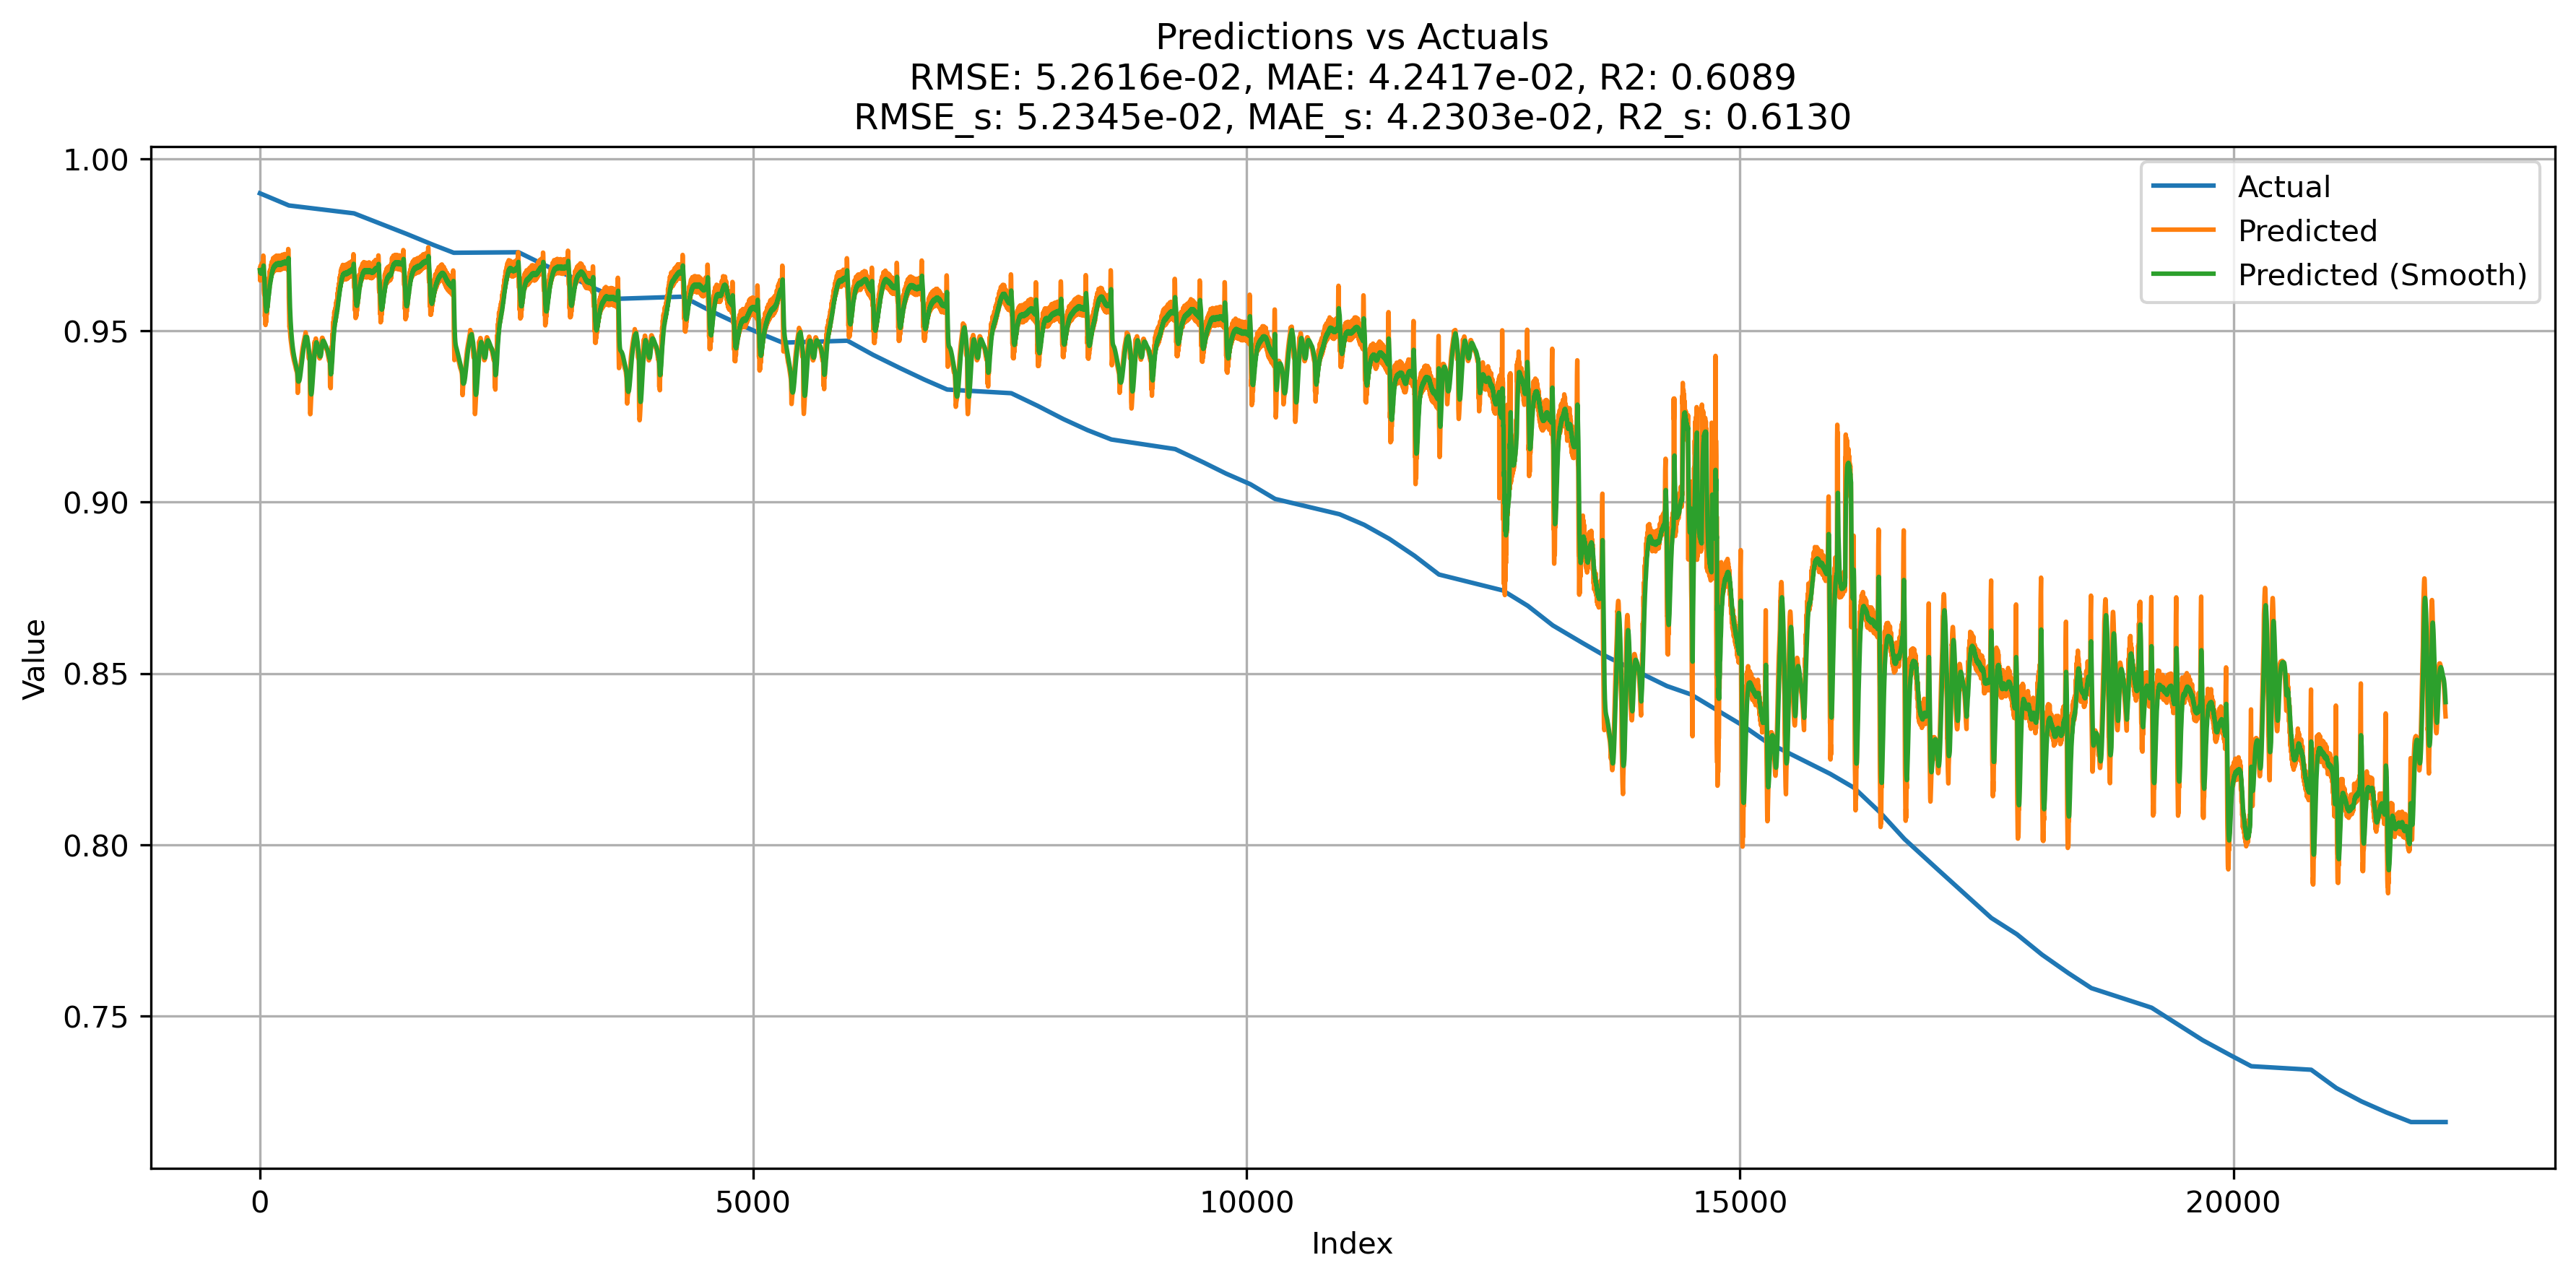 Predictions vs Actuals
RMSE: 5.2616e-02, MAE: 4.2417e-02, R2: 0.6089
RMSE_s: 5.2345e-02, MAE_s: 4.2303e-02, R2_s: 0.6130
Actual
Predicted
Predicted (Smooth)
1.00
0.95
0.90
0.85
0.80
0.75
Value
0 5000 10000 15000 20000
Index